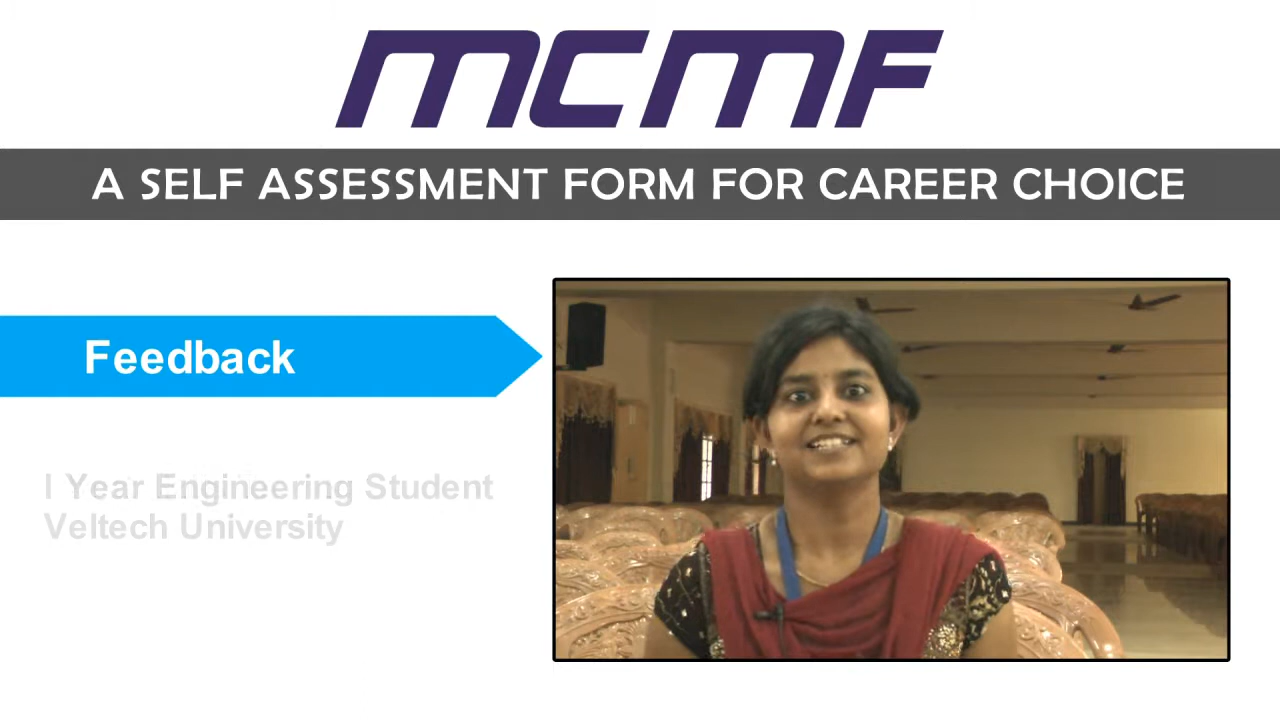 MCMF
A SELF ASSESSMENT FORM FOR CAREER CHOICE
Feedback
I Year Engineering Student
Veltech University